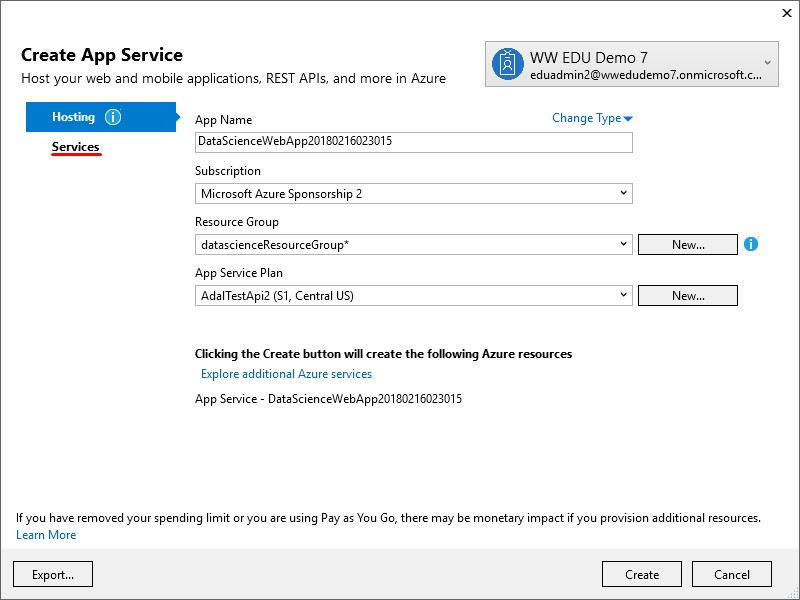 Create App Service
Host your web and mobile applications, REST APIs, and more in Azure
WW EDU Demo 7
eduadmin2@wwedudemo7.onmicrosoft.c...
Hosting
Services
App Name
Change Type
DataScienceWebApp20180216023015
Subscription
Microsoft Azure Sponsorship 2
Resource Group
datascienceResourceGroup*
New...
App Service Plan
AdalTestApi2 (S1, Central US)
New...
Clicking the Create button will create the following Azure resources
Explore additional Azure services
App Service - DataScienceWebApp20180216023015
If you have removed your spending limit or you are using Pay as You Go, there may be monetary impact if you provision additional resources.
Learn More
Export...
Create
Cancel